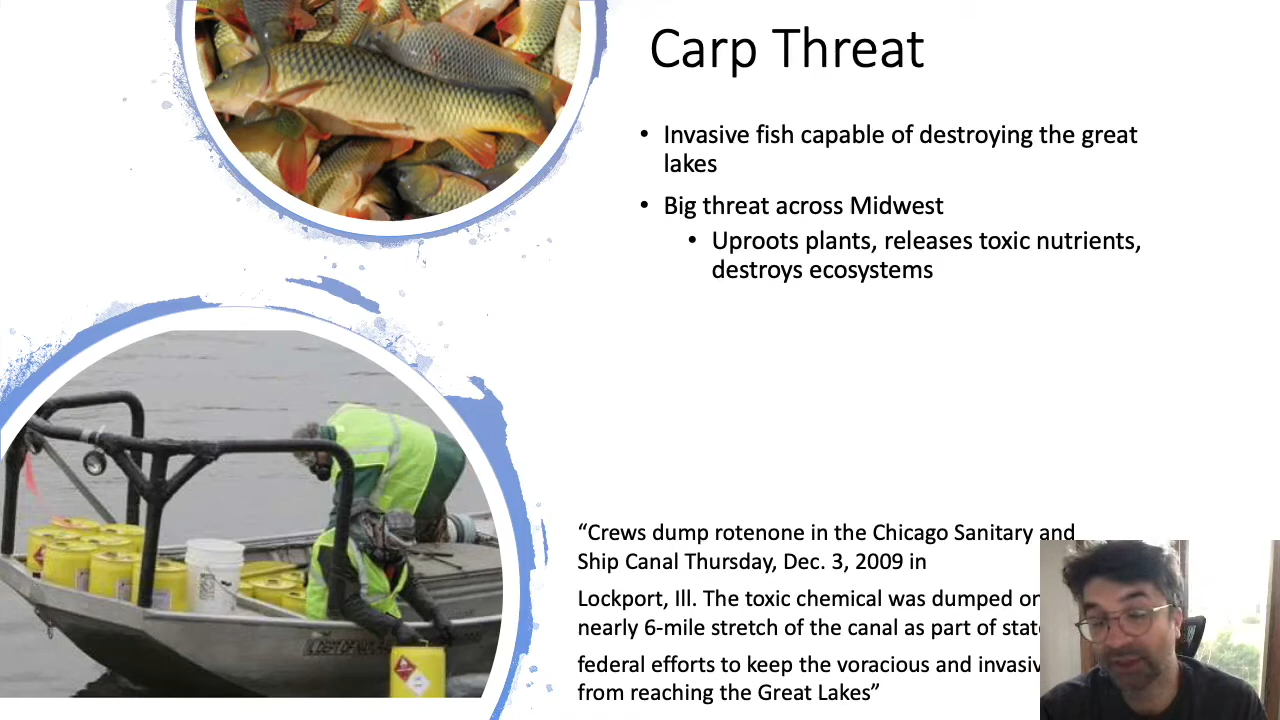 Carp Threat
• Invasive fish capable of destroying the great
lakes
• Big threat across Midwest
• Uproots plants, releases toxic nutrients,
destroys ecosystems
“Crews dump rotenone in the Chicago Sanitary and
Ship Canal Thursday, Dec. 3, 2009 in
Lockport, Ill. The toxic chemical was dumped on
nearly 6-mile stretch of the canal as part of
federal efforts to keep the voracious and
from reaching the Great Lakes”